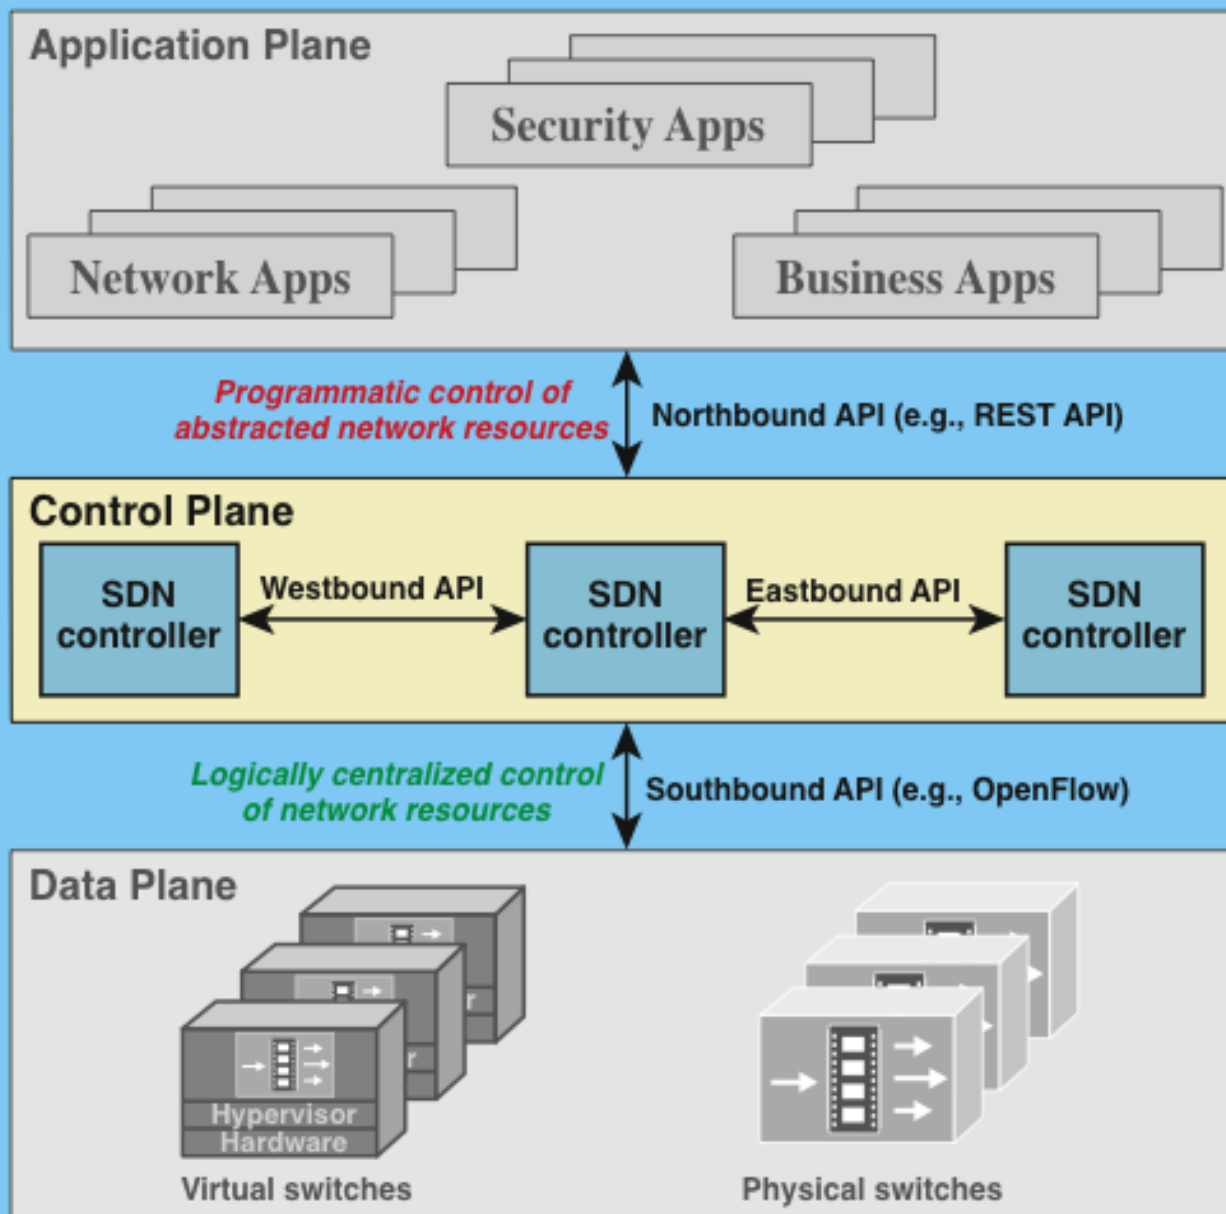 Application Plane
Security Apps
Network Apps
Business Apps
Programmatic control of
abstracted network resources
Northbound API (e.g., REST API)
Control Plane
SDN
controller
Westbound API
SDN
controller
Eastbound API
SDN
controller
Logically centralized control
of network resources
Southbound API (e.g., OpenFlow)
Data Plane
r
r
Hypervisor
Hardware
Virtual switches
Physical switches